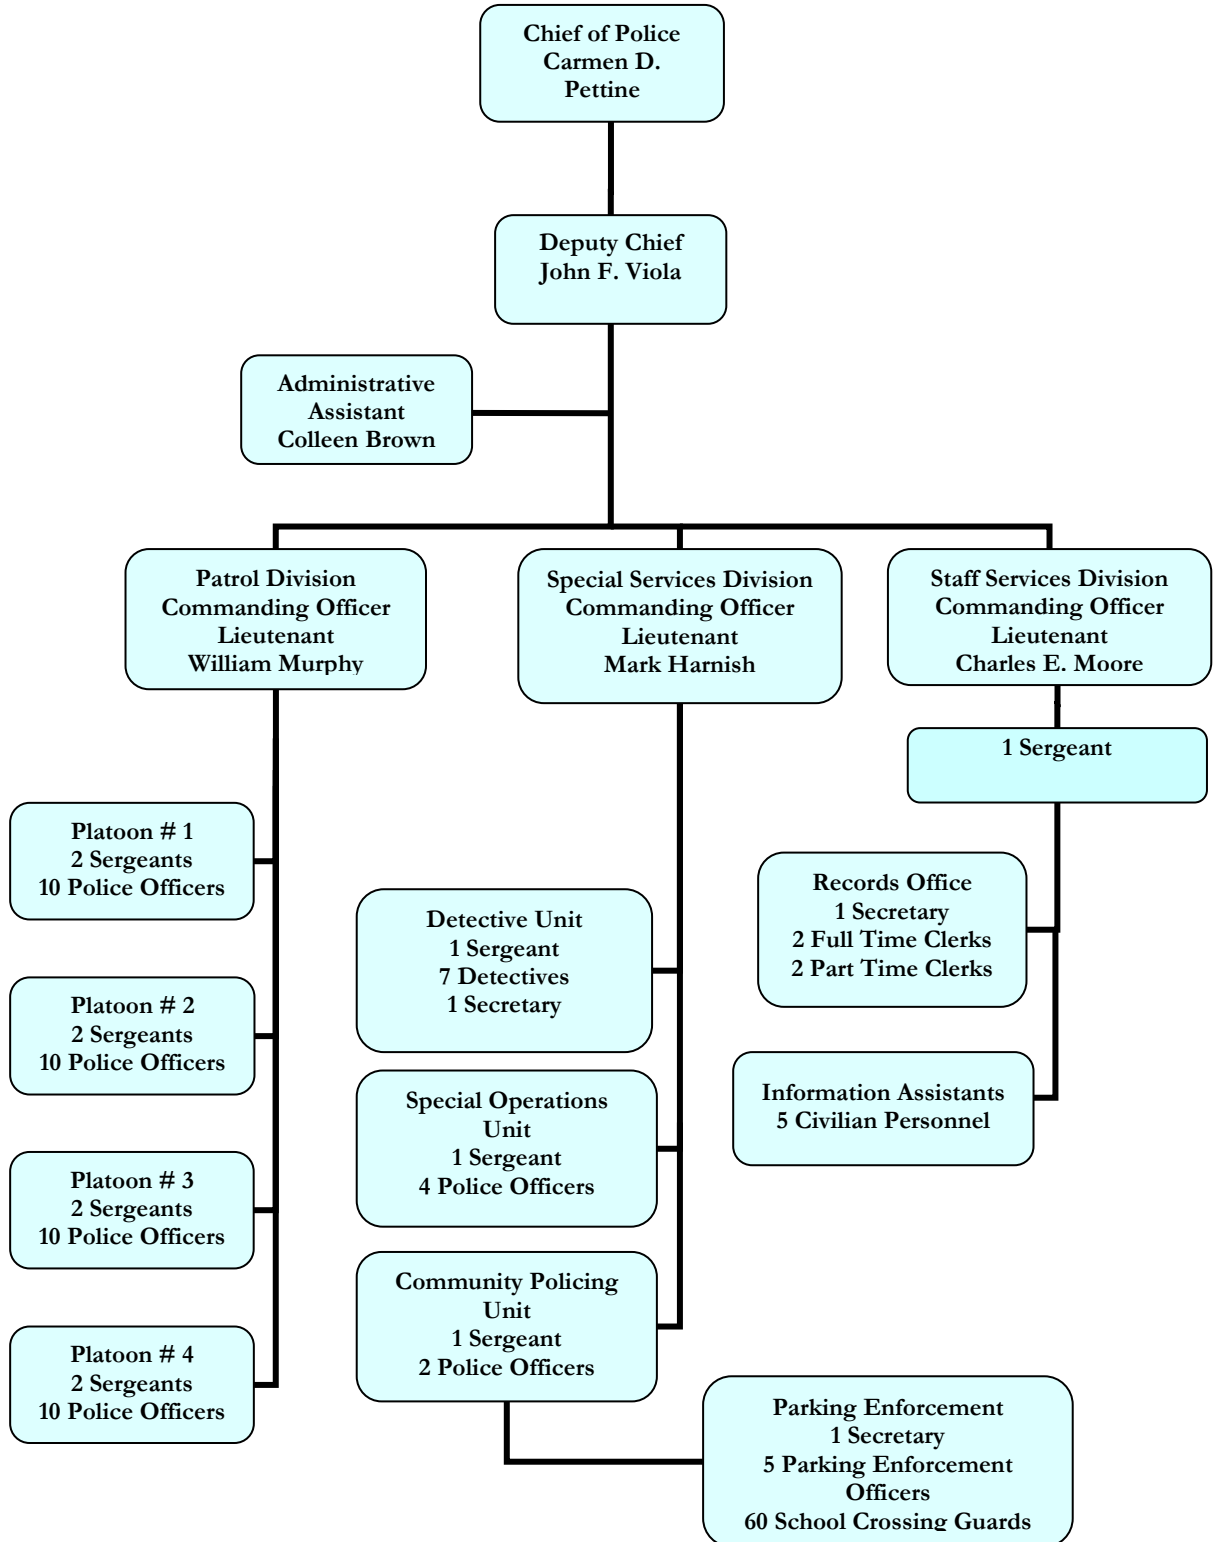 Chief of Police
Carmen D.
Pettine
Deputy Chief
John F. Viola
Administrative
Assistant
Colleen Brown
Patrol Division
Commanding Officer
Lieutenant
William Murphy
Special Services Division
Commanding Officer
Lieutenant
Mark Harnish
Staff Services Division
Commanding Officer
Lieutenant
Charles E. Moore
1 Sergeant
Platoon # 1
2 Sergeants
10 Police Officers
Platoon # 2
2 Sergeants
10 Police Officers
Platoon # 3
2 Sergeants
10 Police Officers
Platoon # 4
2 Sergeants
10 Police Officers
Detective Unit
1 Sergeant
7 Detectives
1 Secretary
Special Operations
Unit
1 Sergeant
4 Police Officers
Community Policing
Unit
1 Sergeant
2 Police Officers
Records Office
1 Secretary
2 Full Time Clerks
2 Part Time Clerks
Information Assistants
5 Civilian Personnel
Parking Enforcement
1 Secretary
5 Parking Enforcement
Officers
60 School Crossing Guards